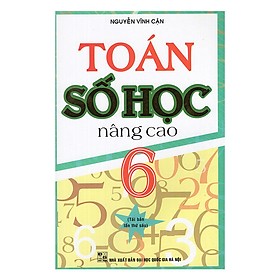 NGUYỄN VĨNH CẬN
TOÁN
SỐ HỌC
nâng cao
6
(Tái bản
lần thứ sáu)
NHÀ XUẤT BẢN ĐẠI HỌC QUỐC GIA HÀ NỘI